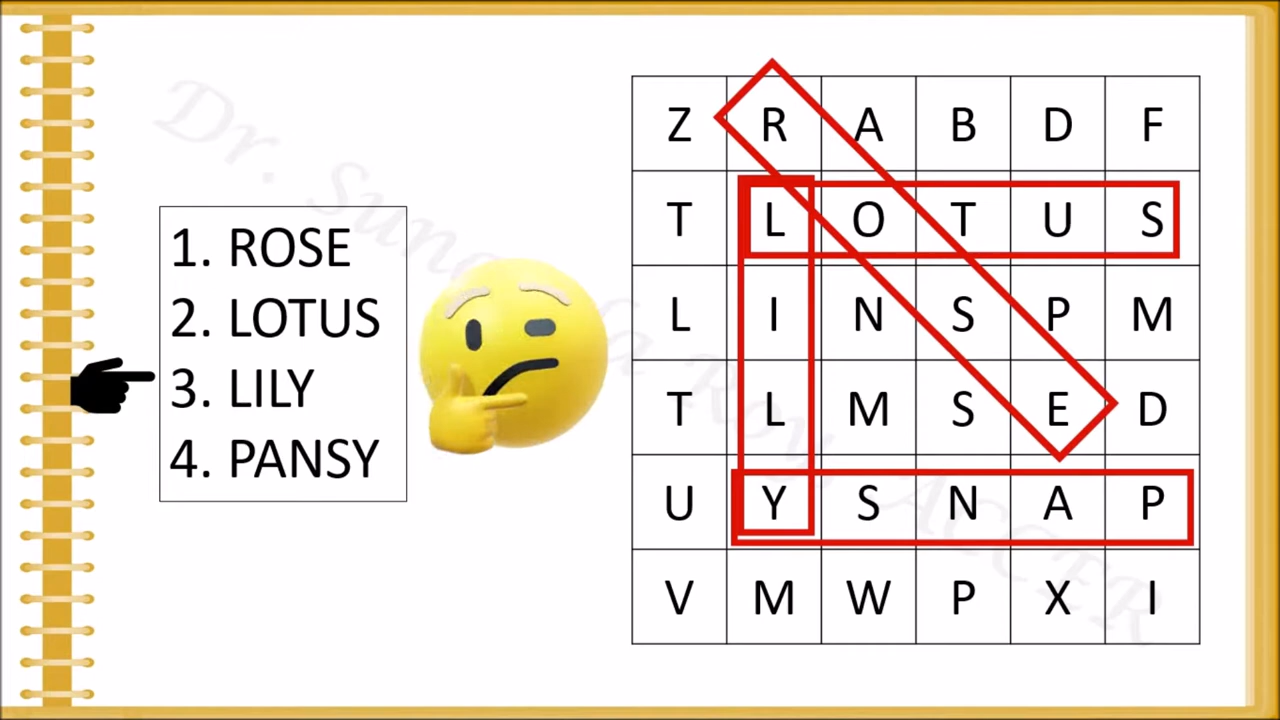 1. ROSE
2. LOTUS
3. LILY
4. PANSY
Z R A B D F
T L O T U S
L I N S P M
T L M S E D
U Y S N A P
V M W P X I